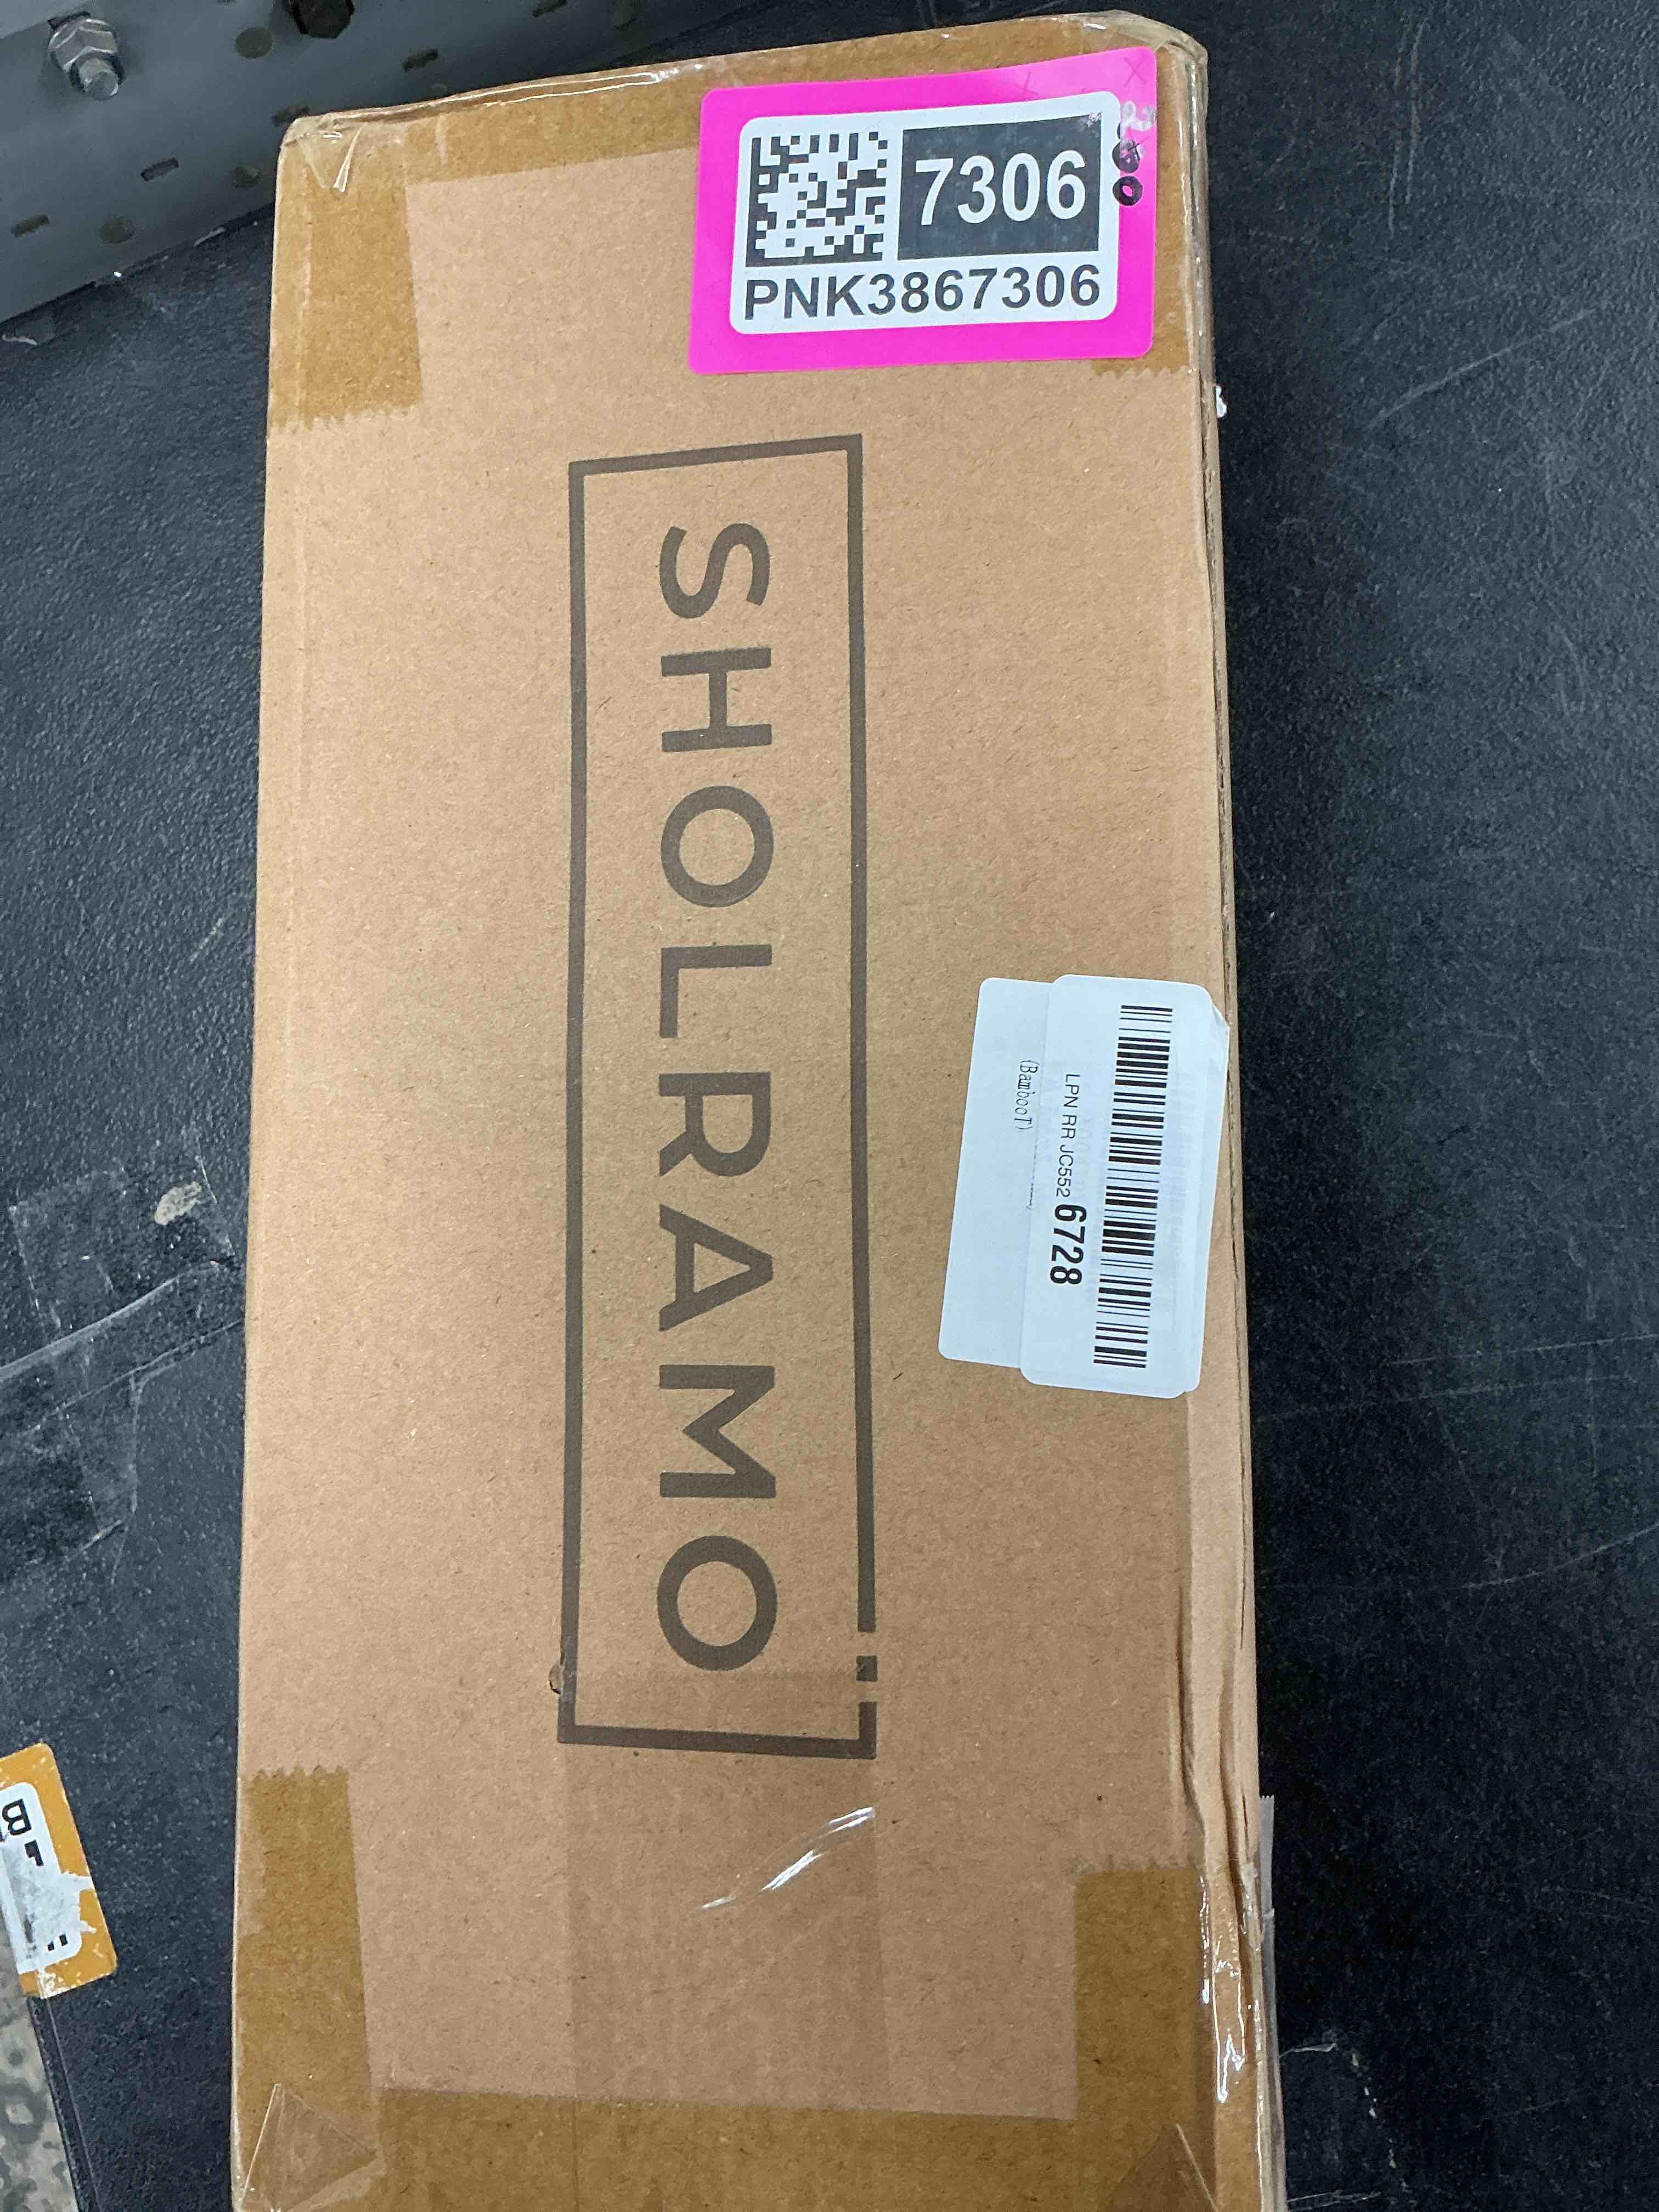 7306
PNK3867306
SHOLRAMO
LPN RR JC552 6728
(BambooT)